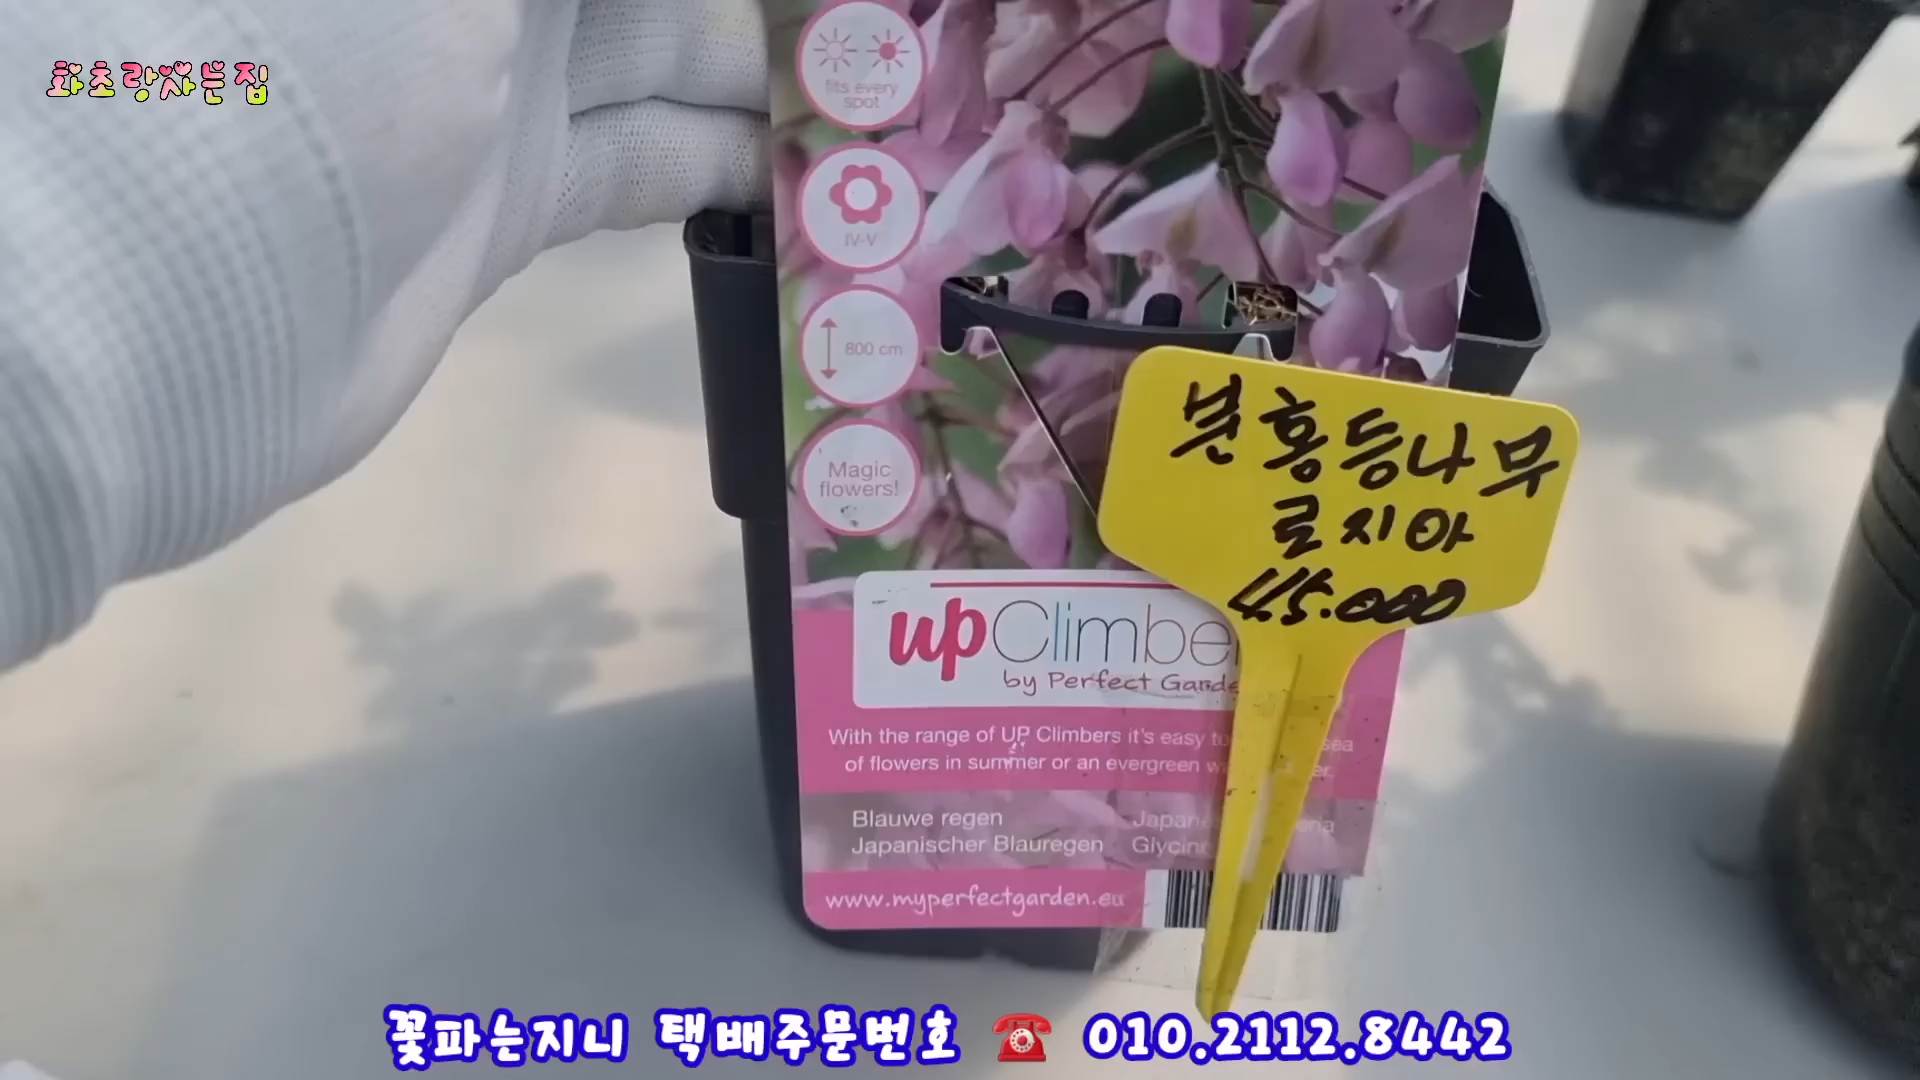 화초랑사는집
fits every
spot
IV-V
800 cm
Magic
flowers!
분홍등나무
로지아
45.000
upClimbe
by Perfect Garde
With the range of UP Climbers it's easy to sea
of flowers in summer or an evergreen
Blauwe regen
Japanischer Blauregen
www.myperfectgarden.eu
꽃파는지니 택배주문번호 ☎ 010.2112.8442